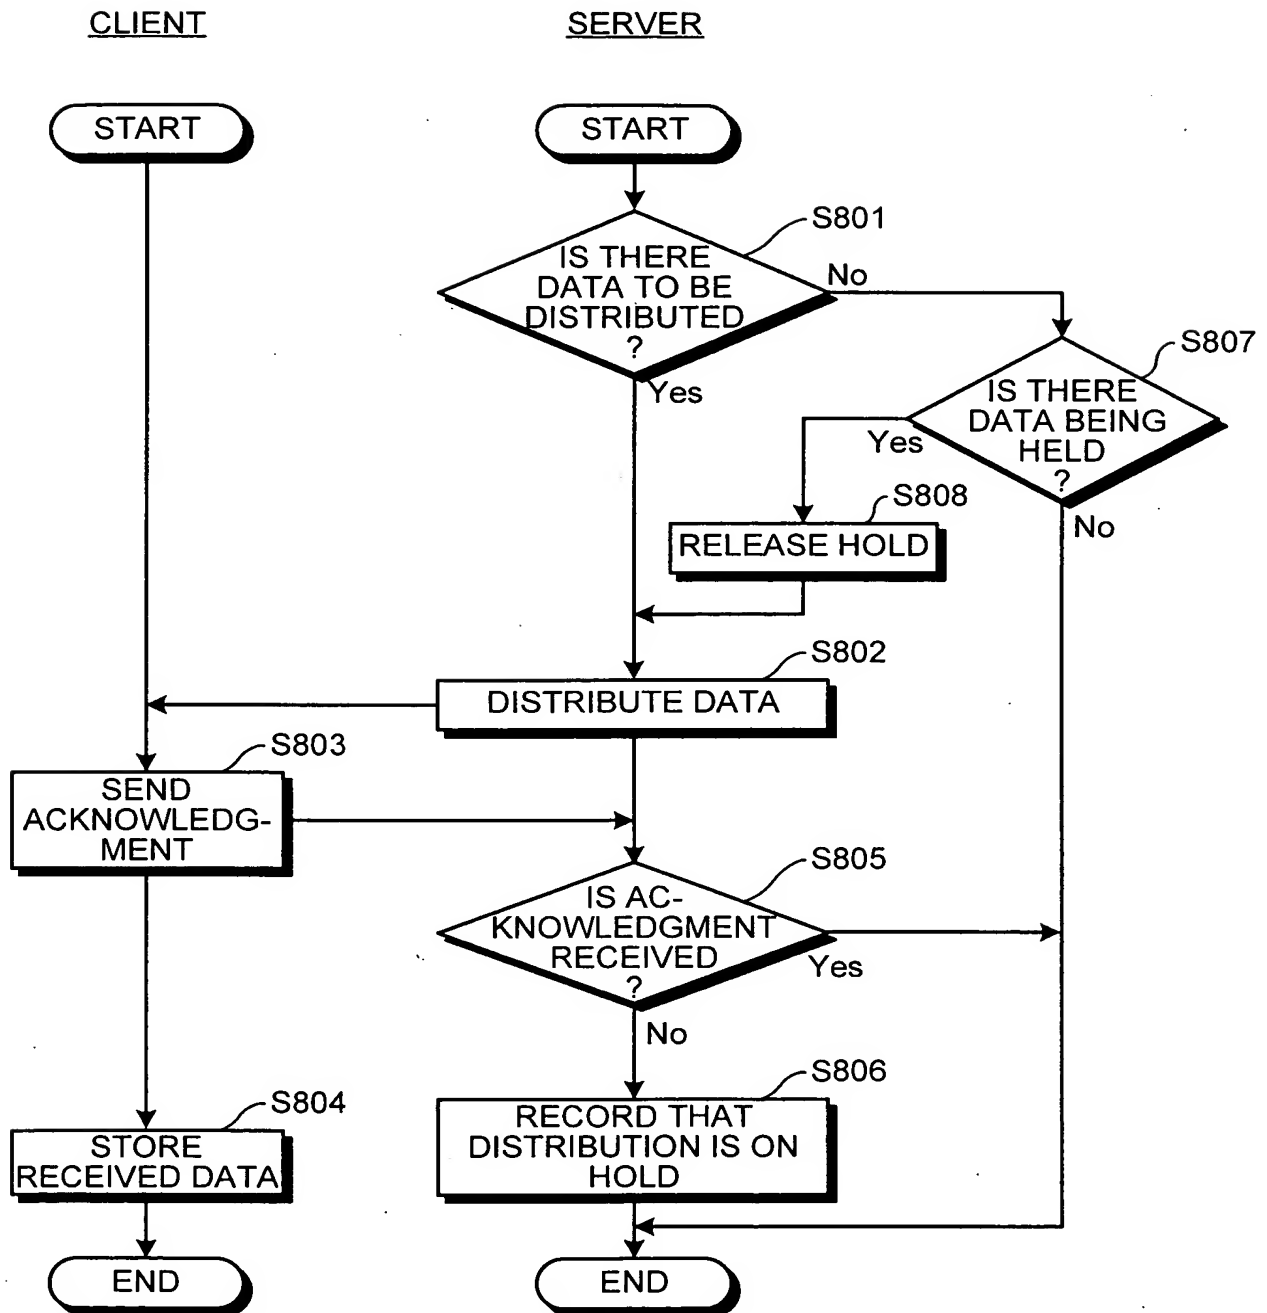 CLIENT
SERVER
START
START
S801
IS THERE
DATA TO BE
DISTRIBUTED
?
No
Yes
S807
IS THERE
DATA BEING
HELD
?
Yes
No
S808
RELEASE HOLD
S802
DISTRIBUTE DATA
S803
SEND
ACKNOWLEDG-
MENT
S805
IS AC-
KNOWLEDGMENT
RECEIVED
?
Yes
No
S806
RECORD THAT
DISTRIBUTION IS ON
HOLD
S804
STORE
RECEIVED DATA
END
END